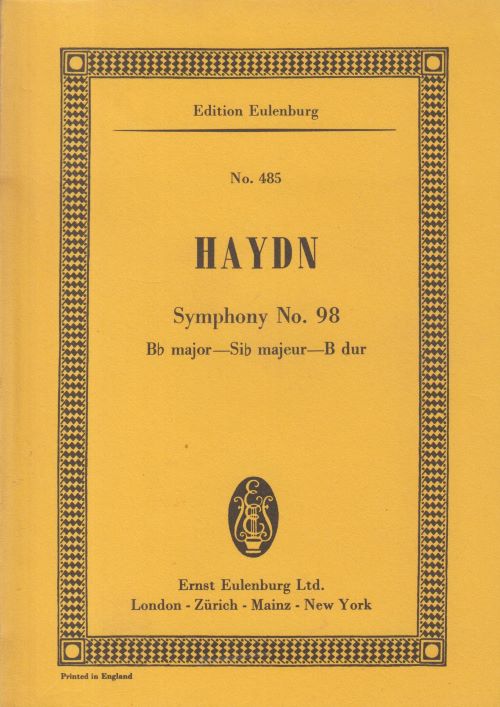 Edition Eulenburg
No. 485
HAYDN
Symphony No. 98
B♭ major—Si♭ majeur—B dur
Ernst Eulenburg Ltd.
London - Zürich - Mainz - New York
Printed in England